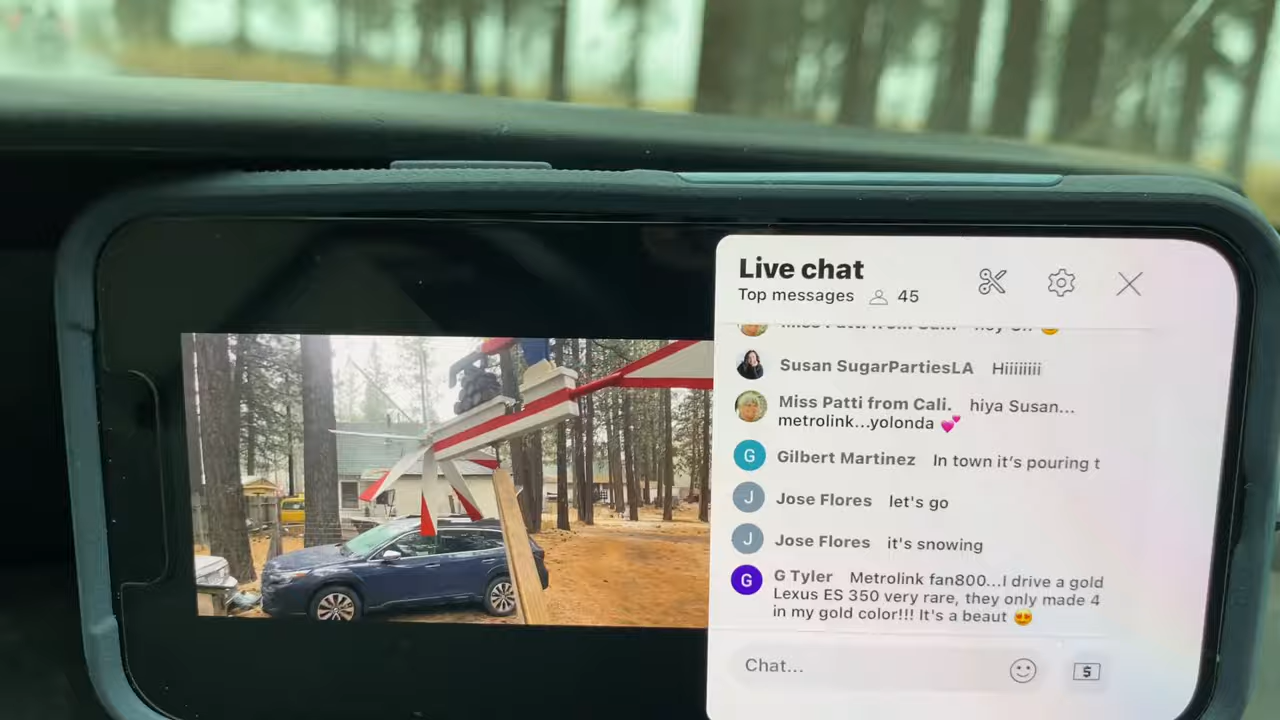 Live chat
Top messages 45
Susan SugarPartiesLA Hiiiiiiii
Miss Patti from Cali. hiya Susan...
metrolink...yolonda 💕
G Gilbert Martinez In town it's pouring t
J Jose Flores let's go
J Jose Flores it's snowing
G G Tyler Metrolink fan800...I drive a gold
Lexus ES 350 very rare, they only made 4
in my gold color!!! It's a beaut 😍
Chat...
$